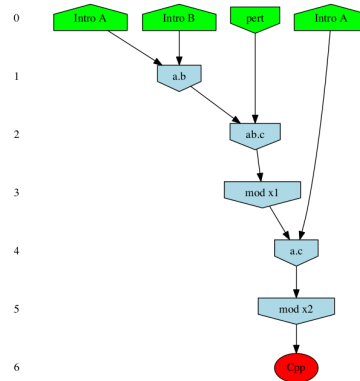 0 Intro A Intro B pert Intro A
1 a.b
2 ab.c
3 mod x1
4 a.c
5 mod x2
6 Cpp